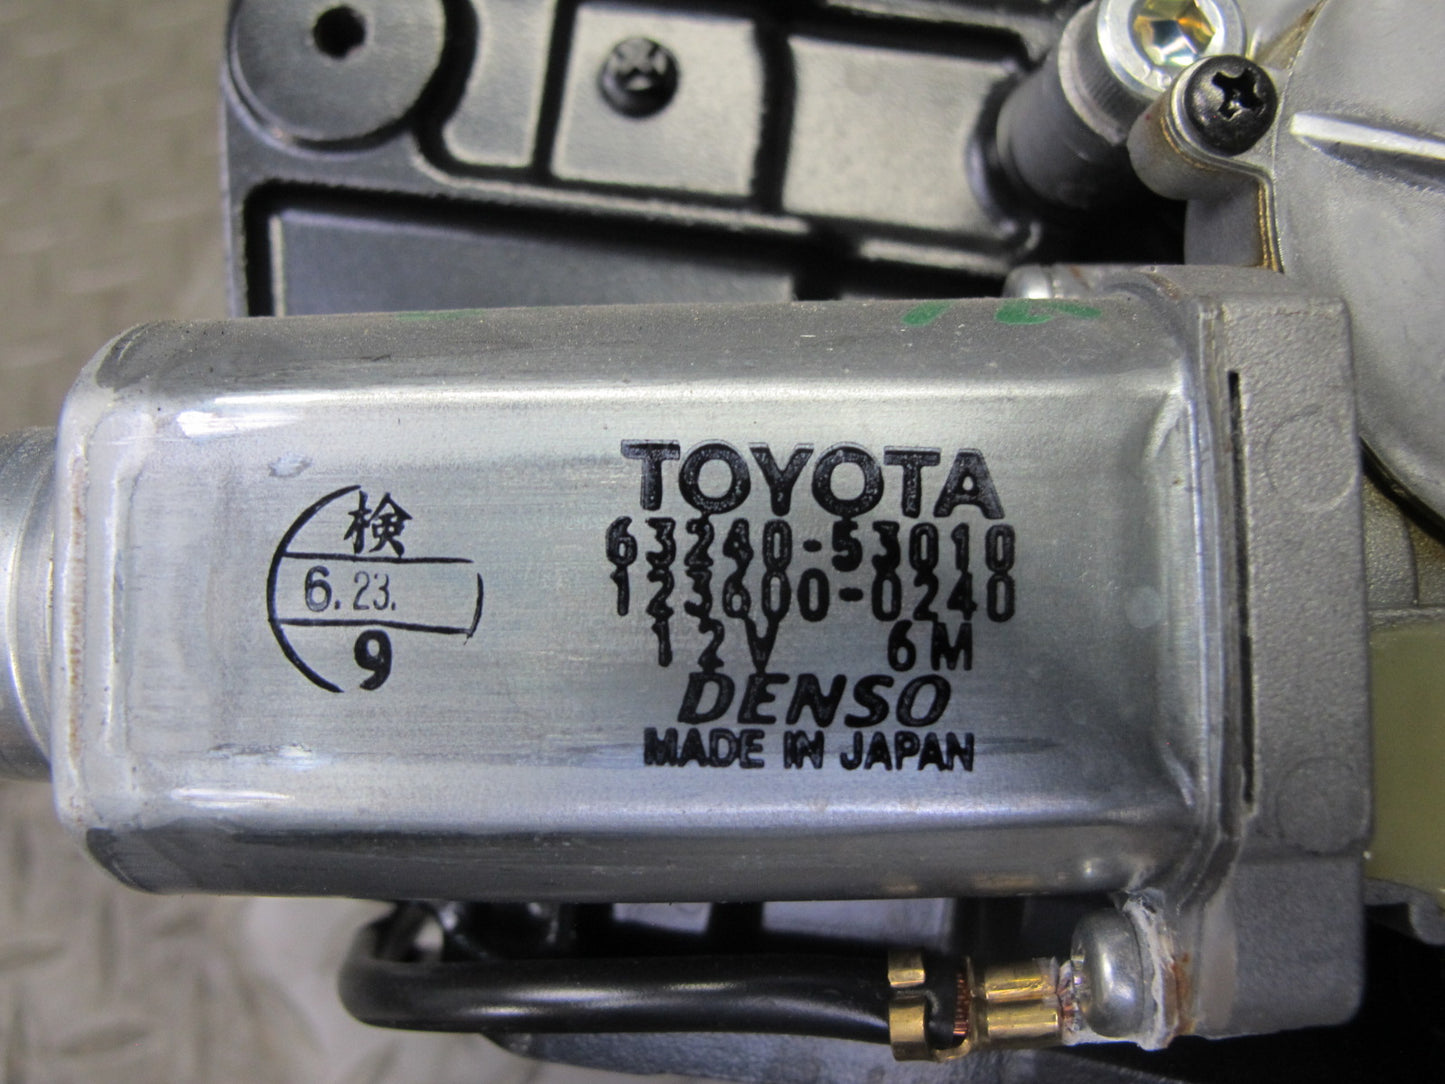 検
6.23.
9
TOYOTA
63240-53010
123600-0240
12V 6M
DENSO
MADE IN JAPAN